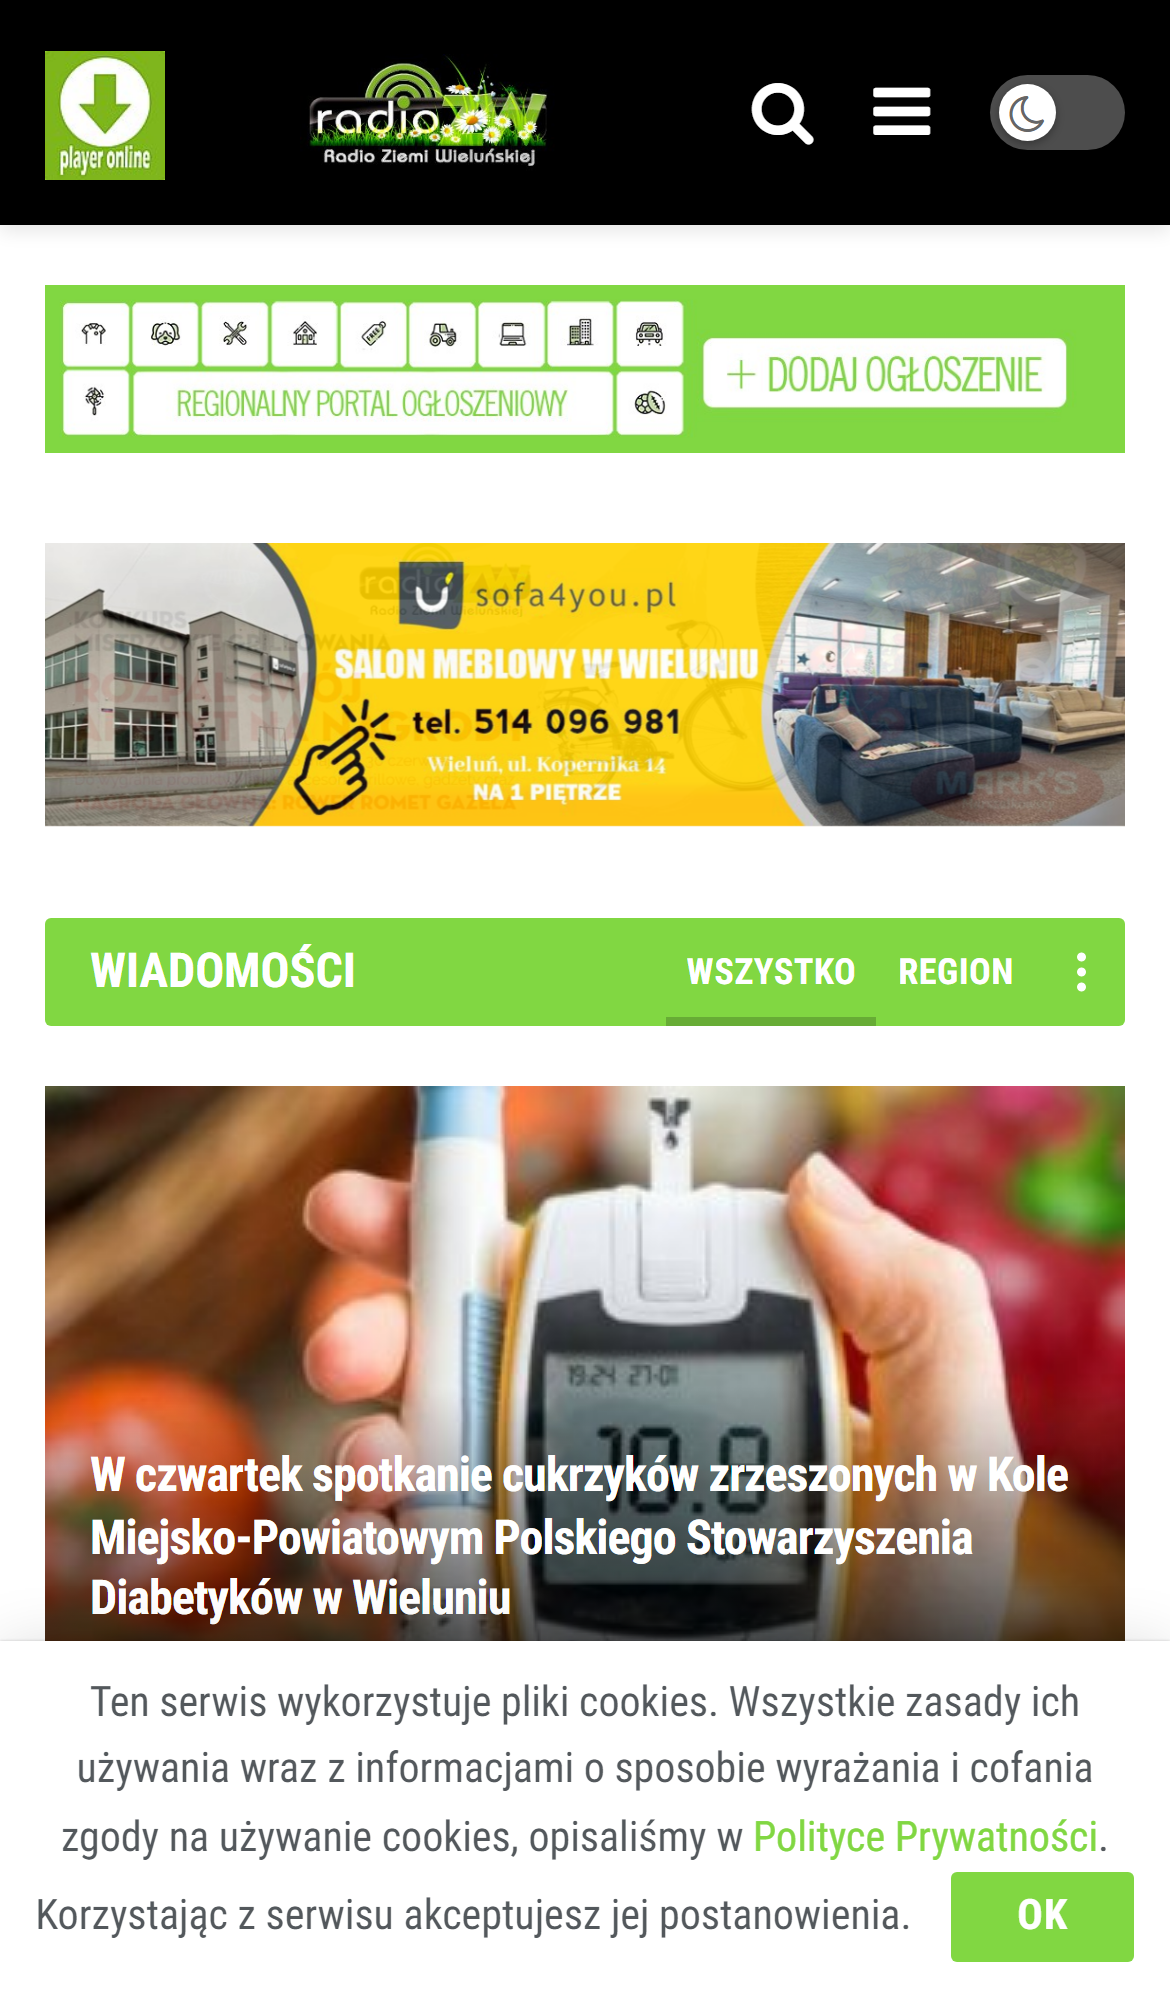 player online
radio ZW
Radio Ziemi Wieluńskiej
FREE
REGIONALNY PORTAL OGŁOSZENIOWY
+ DODAJ OGŁOSZENIE
sofa4you.pl
SALON MEBLOWY W WIELUNIU
tel. 514 096 981
Wieluń, ul. Kopernika 14
NA 1 PIĘTRZE
MARK'S
WIADOMOŚCI
WSZYSTKO
REGION
19:24 27-01
10.0
W czwartek spotkanie cukrzyków zrzeszonych w Kole
Miejsko-Powiatowym Polskiego Stowarzyszenia
Diabetyków w Wieluniu
Ten serwis wykorzystuje pliki cookies. Wszystkie zasady ich
używania wraz z informacjami o sposobie wyrażania i cofania
zgody na używanie cookies, opisaliśmy w Polityce Prywatności.
Korzystając z serwisu akceptujesz jej postanowienia.
OK